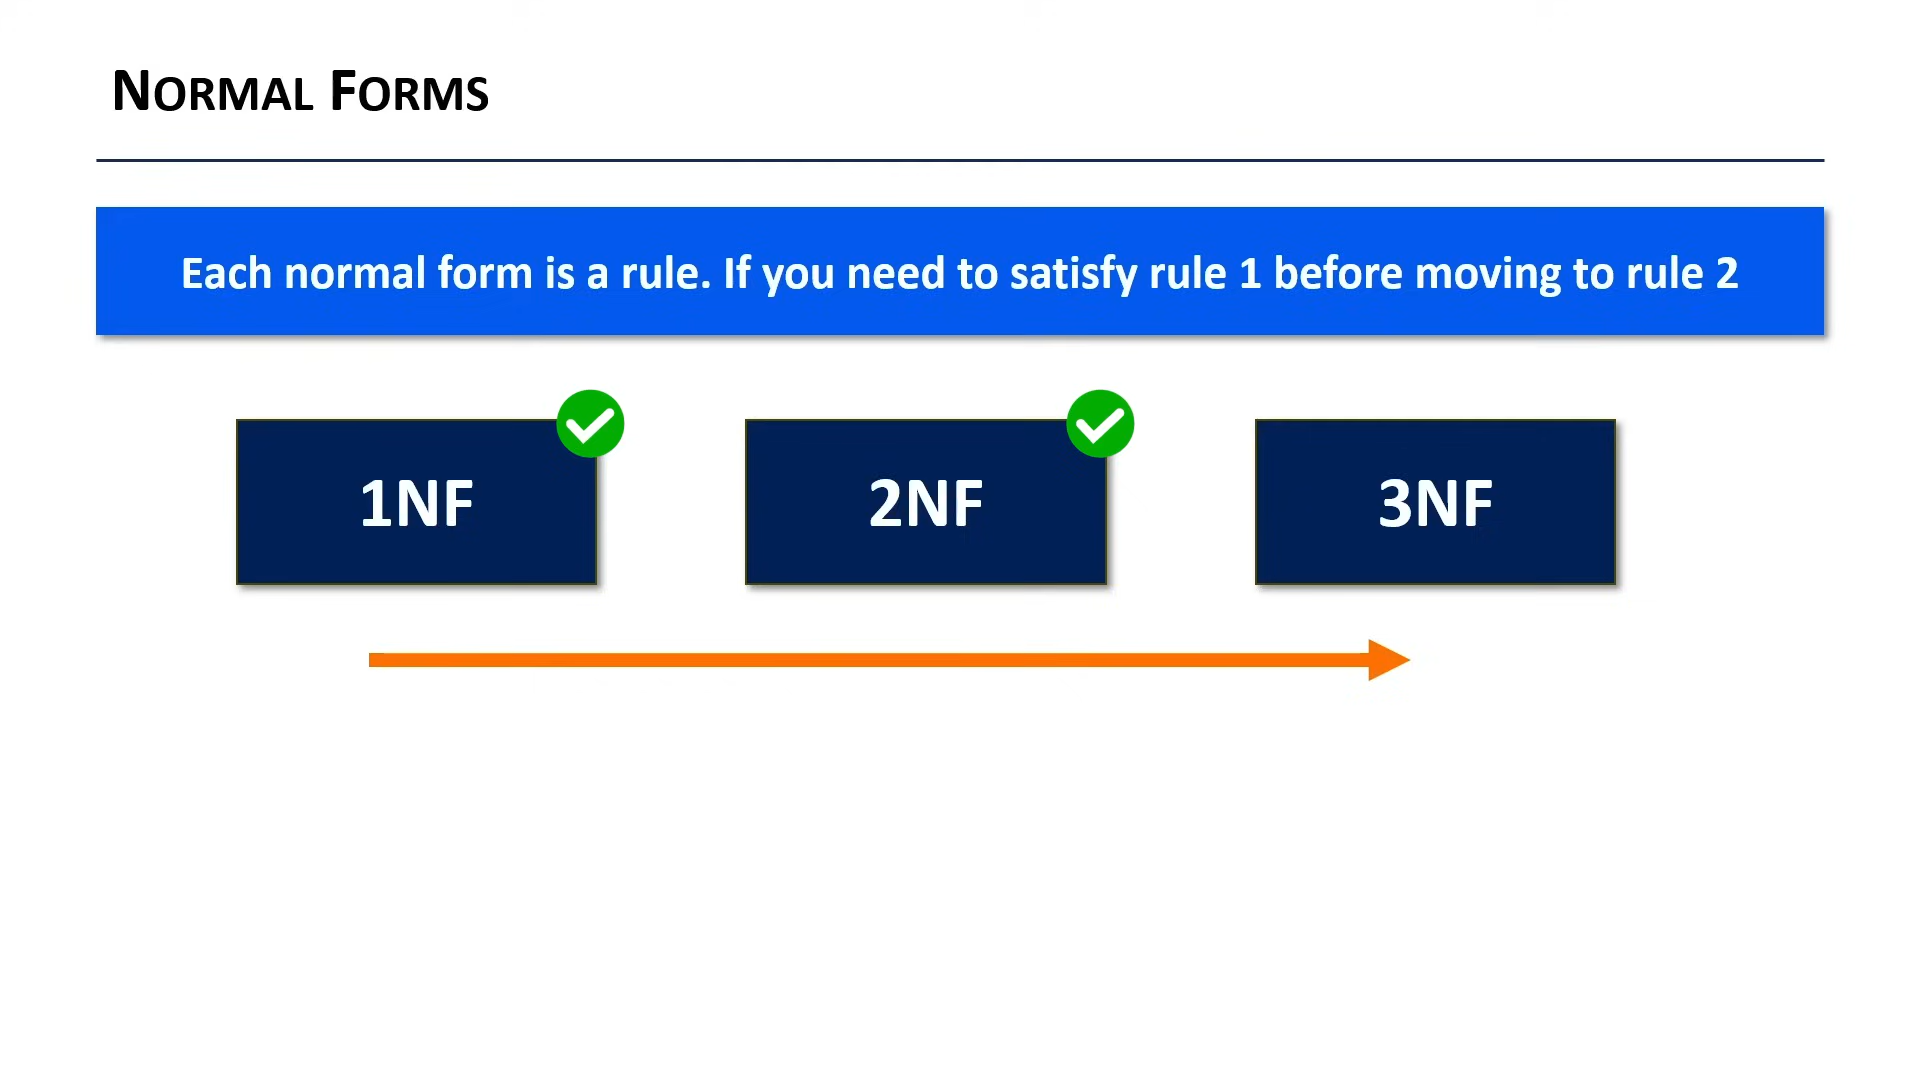 Normal Forms
Each normal form is a rule. If you need to satisfy rule 1 before moving to rule 2
1NF
2NF
3NF